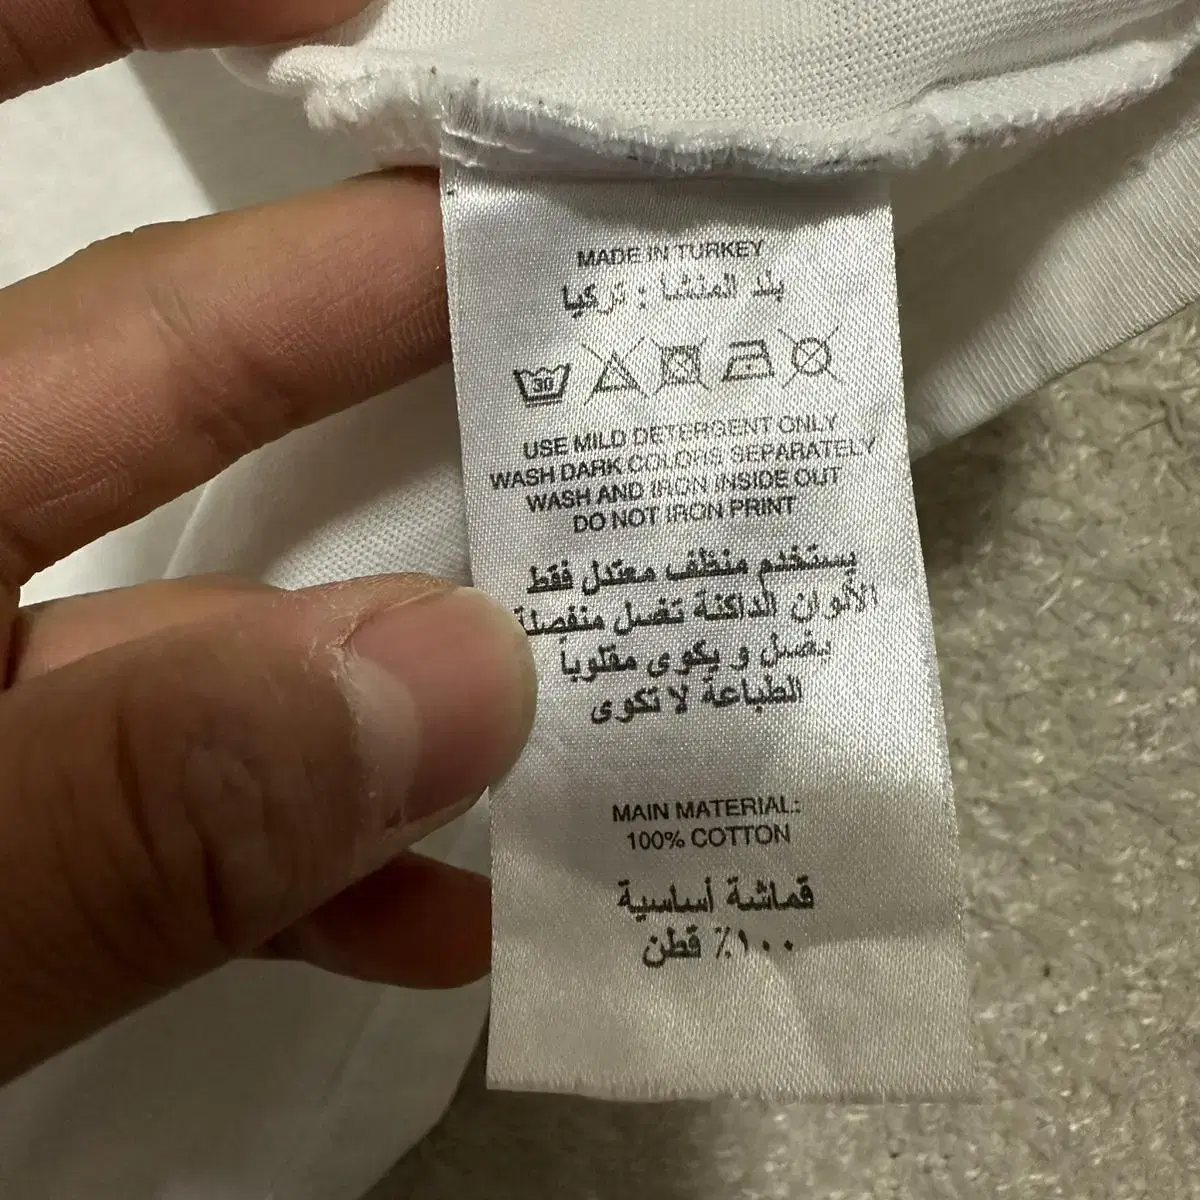 MADE IN TURKEY
بلد المنشا : تركيا
30
USE MILD DETERGENT ONLY
WASH DARK COLORS SEPARATELY
WASH AND IRON INSIDE OUT
DO NOT IRON PRINT
يستخدم منظف معتدل فقط
الألوان الداكنة تغسل منفصلة
يغسل و يكوى مقلوبا
الطباعة لا تكوى
MAIN MATERIAL:
100% COTTON
قماشة أساسية
١٠٠٪ قطن